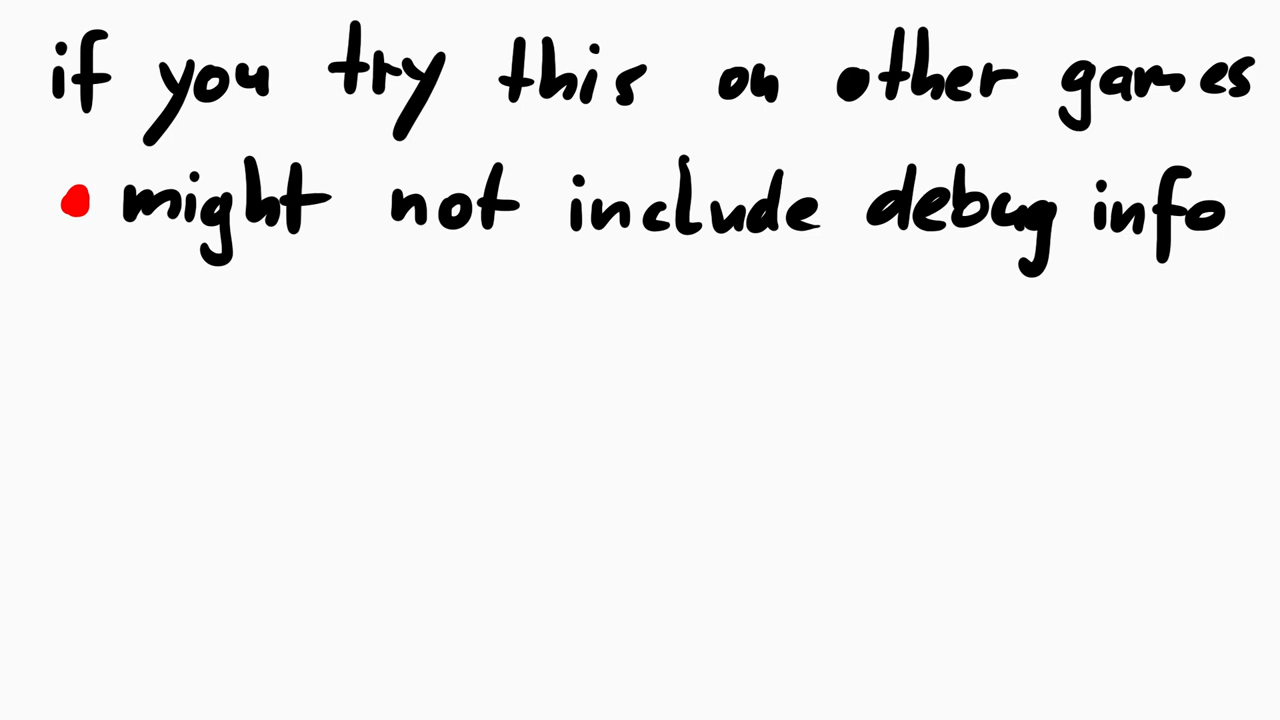 if you try this on other games
• might not include debug info